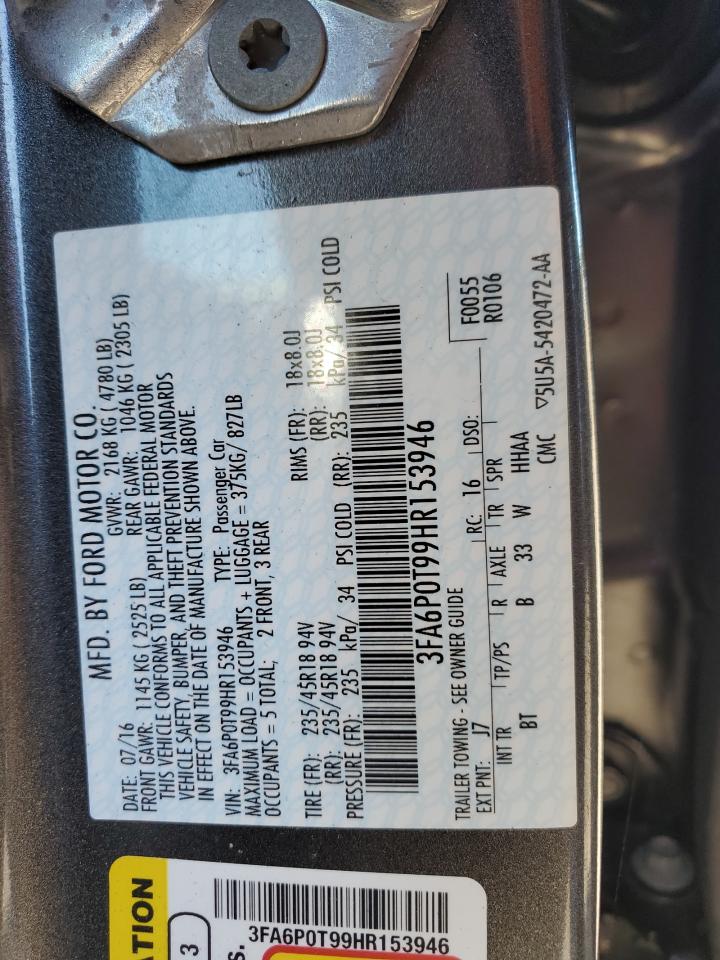 MFD. BY FORD MOTOR CO.
DATE: 07/16 GVWR: 2168 KG ( 4780 LB)
FRONT GAWR: 1145 KG ( 2525 LB) REAR GAWR: 1046 KG ( 2305 LB)
THIS VEHICLE CONFORMS TO ALL APPLICABLE FEDERAL MOTOR
VEHICLE SAFETY, BUMPER, AND THEFT PREVENTION STANDARDS
IN EFFECT ON THE DATE OF MANUFACTURE SHOWN ABOVE.
VIN: 3FA6P0T99HR153946 TYPE: Passenger Car
MAXIMUM LOAD = OCCUPANTS + LUGGAGE = 375KG/ 827LB
OCCUPANTS = 5 TOTAL; 2 FRONT, 3 REAR
TIRE (FR): 235/45R18 94V RIMS (FR): 18x8.0J
(RR): 235/45R18 94V (RR): 18x8.0J
PRESSURE (FR): 235 kPa/ 34 PSI COLD (RR): 235 kPa/ 34 PSI COLD
3FA6P0T99HR153946
F0055
R0106
TRAILER TOWING - SEE OWNER GUIDE
EXT PNT: J7 RC: 16 DSO:
INT TR TP/PS R AXLE TR SPR
BT B 33 W HHAA
CMC ▽5U5A-5420472-AA
ATION
3
S.
3FA6P0T99HR153946